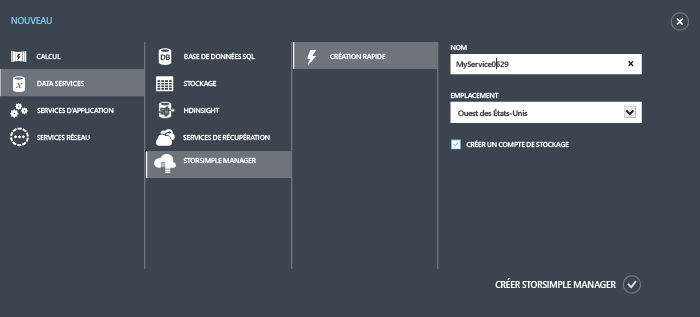 NOUVEAU
CALCUL
DATA SERVICES
SERVICES D'APPLICATION
SERVICES RÉSEAU
DB
BASE DE DONNÉES SQL
STOCKAGE
HDINSIGHT
SERVICES DE RÉCUPÉRATION
STORSIMPLE MANAGER
CRÉATION RAPIDE
NOM
MyService0629
EMPLACEMENT
Ouest des États-Unis
CRÉER UN COMPTE DE STOCKAGE
CRÉER STORSIMPLE MANAGER